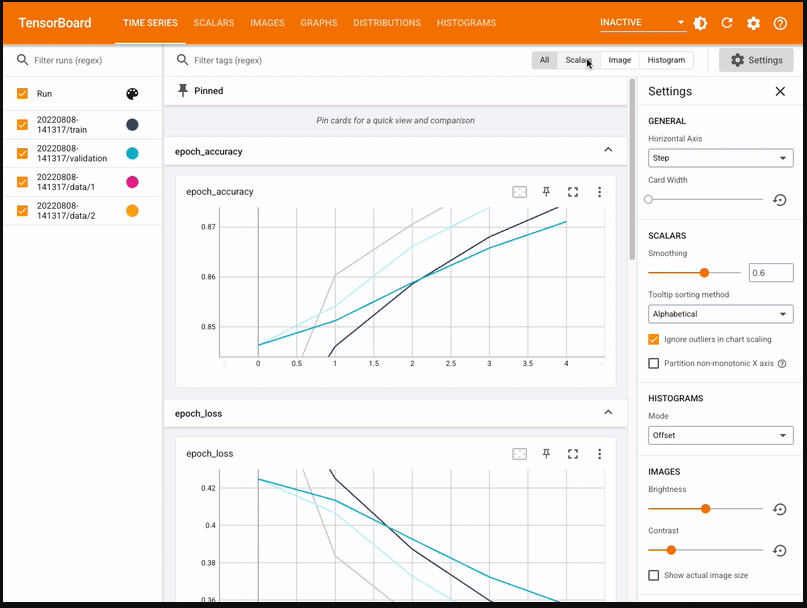 TensorBoard TIME SERIES SCALARS IMAGES GRAPHS DISTRIBUTIONS HISTOGRAMS INACTIVE
Filter runs (regex)
Run
20220808-
141317/train
20220808-
141317/validation
20220808-
141317/data/1
20220808-
141317/data/2
Filter tags (regex) All Scalars Image Histogram Settings
Pinned
Pin cards for a quick view and comparison
epoch_accuracy
epoch_accuracy
0.87
0.86
0.85
0 0.5 1 1.5 2 2.5 3 3.5 4
epoch_loss
epoch_loss
0.42
0.4
0.38
0.36
Settings
GENERAL
Horizontal Axis
Step
Card Width
SCALARS
Smoothing
0.6
Tooltip sorting method
Alphabetical
Ignore outliers in chart scaling
Partition non-monotonic X axis
HISTOGRAMS
Mode
Offset
IMAGES
Brightness
Contrast
Show actual image size